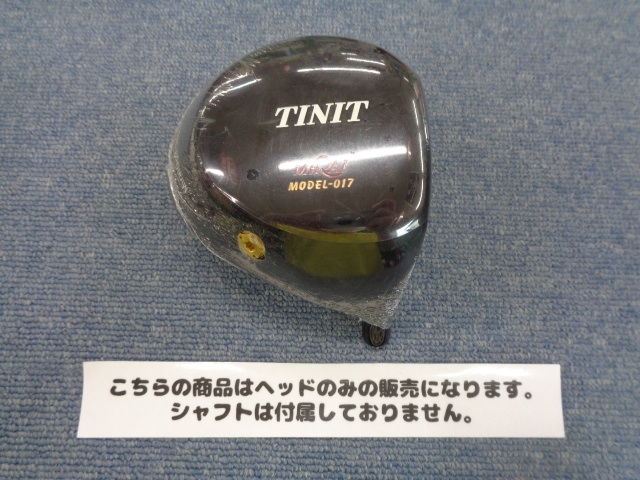 TINIT
MODEL-017
こちらの商品はヘッドのみの販売になります。
シャフトは付属しておりません。